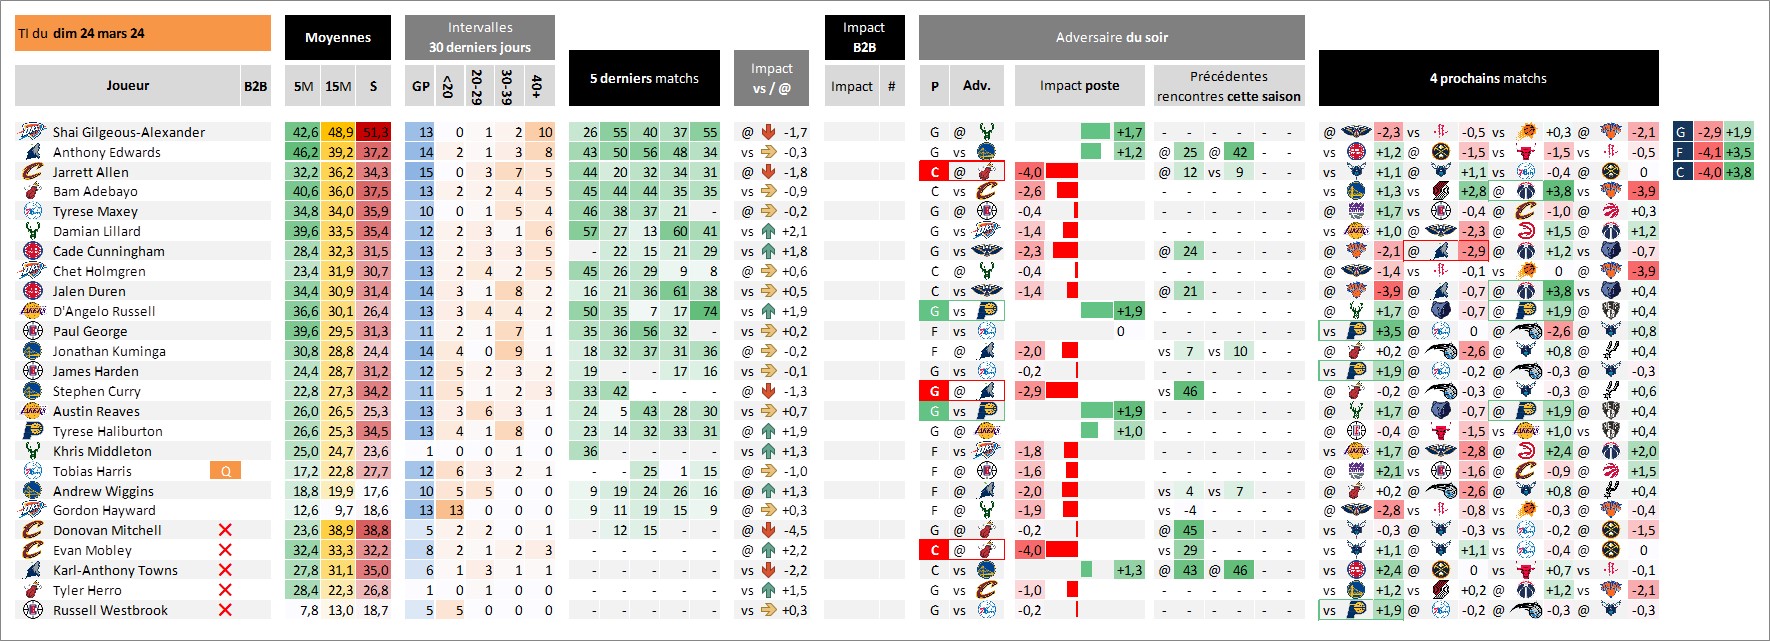 TI du dim 24 mars 24
Moyennes
Intervalles
30 derniers jours
Impact
B2B
Adversaire du soir
5 derniers matchs
Impact
vs / @
4 prochains matchs
Joueur B2B 5M 15M S GP <20 20-29 30-39 40+ Impact # P Adv. Impact poste Précédentes
rencontres cette saison
Shai Gilgeous-Alexander 42,6 48,9 51,3 13 0 1 2 10 26 55 40 37 55 @ -1,7 G @ +1,7 - - - - - - @ -2,3 vs -0,5 vs +0,3 @ -2,1 G -2,9 +1,9
Anthony Edwards 46,2 39,2 37,2 14 2 1 3 8 43 50 56 48 34 vs -0,3 G vs +1,2 @ 25 @ 42 - - vs +1,2 @ -1,5 vs -1,5 vs -0,5 F -4,1 +3,5
Jarrett Allen 32,2 36,2 34,3 15 0 3 7 5 44 20 32 34 31 @ -1,8 C @ -4,0 @ 12 vs 9 - - vs +1,1 @ +1,1 vs -0,4 @ 0 C -4,0 +3,8
Bam Adebayo 40,6 36,0 37,5 13 2 2 4 5 45 44 44 35 35 vs -0,9 C vs -2,6 - - - - - - vs +1,3 vs +2,8 @ +3,8 vs -3,9
Tyrese Maxey 34,8 34,0 35,9 10 0 1 5 4 46 38 37 21 - @ -0,2 G @ -0,4 - - - - - - @ +1,7 vs -0,4 @ -1,0 @ +0,3
Damian Lillard 39,6 33,5 35,4 12 2 3 1 6 57 27 13 60 41 vs +2,1 G vs -1,4 - - - - - - vs +1,0 @ -2,3 @ +1,5 @ +1,2
Cade Cunningham 28,4 32,3 31,5 13 2 3 3 5 - 22 15 21 29 vs +1,8 G vs -2,3 @ 24 - - - - @ -2,1 @ -2,9 @ +1,2 vs -0,7
Chet Holmgren 23,4 31,9 30,7 13 2 4 2 5 45 26 29 9 8 @ +0,6 C @ -0,4 - - - - - - @ -1,4 vs -0,1 vs 0 @ -3,9
Jalen Duren 34,4 30,9 31,4 14 3 1 8 2 16 21 36 61 38 vs +0,5 C vs -1,4 @ 21 - - - - @ -3,9 @ -0,7 @ +3,8 vs +0,4
D'Angelo Russell 36,6 30,1 26,4 13 3 4 4 2 50 35 7 17 74 vs +1,9 G vs +1,9 - - - - - - @ +1,7 @ -0,7 @ +1,9 @ +0,4
Paul George 39,6 29,5 31,3 11 2 1 7 1 35 36 56 32 - vs +0,2 F vs 0 - - - - - - vs +3,5 @ 0 @ -2,6 @ +0,8
Jonathan Kuminga 30,8 28,8 24,4 14 4 0 9 1 18 32 37 31 36 @ -0,2 F @ -2,0 vs 7 vs 10 - - @ +0,2 @ -2,6 @ +0,8 @ +0,4
James Harden 24,4 28,7 31,2 12 5 2 3 2 19 - - 17 16 vs -0,1 G vs -0,2 - - - - - - vs +1,9 @ -0,2 @ -0,3 @ -0,3
Stephen Curry 22,8 27,3 34,2 11 5 1 2 3 33 42 - - - @ -1,3 G @ -2,9 vs 46 - - - - @ -0,2 @ -0,3 @ -0,3 @ +0,6
Austin Reaves 26,0 26,5 25,3 13 3 6 3 1 24 5 43 28 30 vs +0,7 G vs +1,9 - - - - - - @ +1,7 @ -0,7 @ +1,9 @ +0,4
Tyrese Haliburton 26,6 25,3 34,5 13 4 1 8 0 23 14 32 33 31 @ +1,9 G @ +1,0 - - - - - - @ -0,4 @ -1,5 vs +1,0 vs +0,4
Khris Middleton 25,0 24,7 23,6 1 0 0 1 0 36 - - - - vs +1,3 F vs -1,8 - - - - - - vs +1,7 @ -2,8 @ +2,4 @ +2,0
Tobias Harris Q 17,2 22,8 27,7 12 6 3 2 1 - - 25 1 15 @ -1,0 F @ -1,6 - - - - - - @ +2,1 vs -1,6 @ -0,9 @ +1,5
Andrew Wiggins 18,8 19,9 17,6 10 5 5 0 0 9 19 24 26 16 @ +1,3 F @ -2,0 vs 4 vs 7 - - @ +0,2 @ -2,6 @ +0,8 @ +0,4
Gordon Hayward 12,6 9,7 18,6 13 13 0 0 0 9 11 19 15 9 @ +0,3 F @ -1,9 vs -4 - - - - @ -2,8 vs -0,8 vs -0,3 @ -0,4
Donovan Mitchell 23,6 38,9 38,8 5 2 2 0 1 - 12 15 - - @ -4,5 G @ -0,2 @ 45 - - - - vs -0,3 @ -0,3 vs -0,2 @ -1,5
Evan Mobley 32,4 33,3 32,2 8 2 1 2 3 - - - - - @ +2,2 C @ -4,0 vs 29 - - - - vs +1,1 @ +1,1 vs -0,4 @ 0
Karl-Anthony Towns 27,8 31,1 35,0 6 1 3 1 1 - - - - - vs -2,2 C vs +1,3 @ 43 @ 46 - - vs +2,4 @ 0 vs +0,7 vs -0,1
Tyler Herro 28,4 22,3 26,8 1 0 1 0 0 - - - - - vs +1,5 G vs -1,0 - - - - - - vs +1,2 vs +0,2 @ +1,2 vs -2,1
Russell Westbrook 7,8 13,0 18,7 5 5 0 0 0 - - - - - vs +0,3 G vs -0,2 - - - - - - vs +1,9 @ -0,2 @ -0,3 @ -0,3